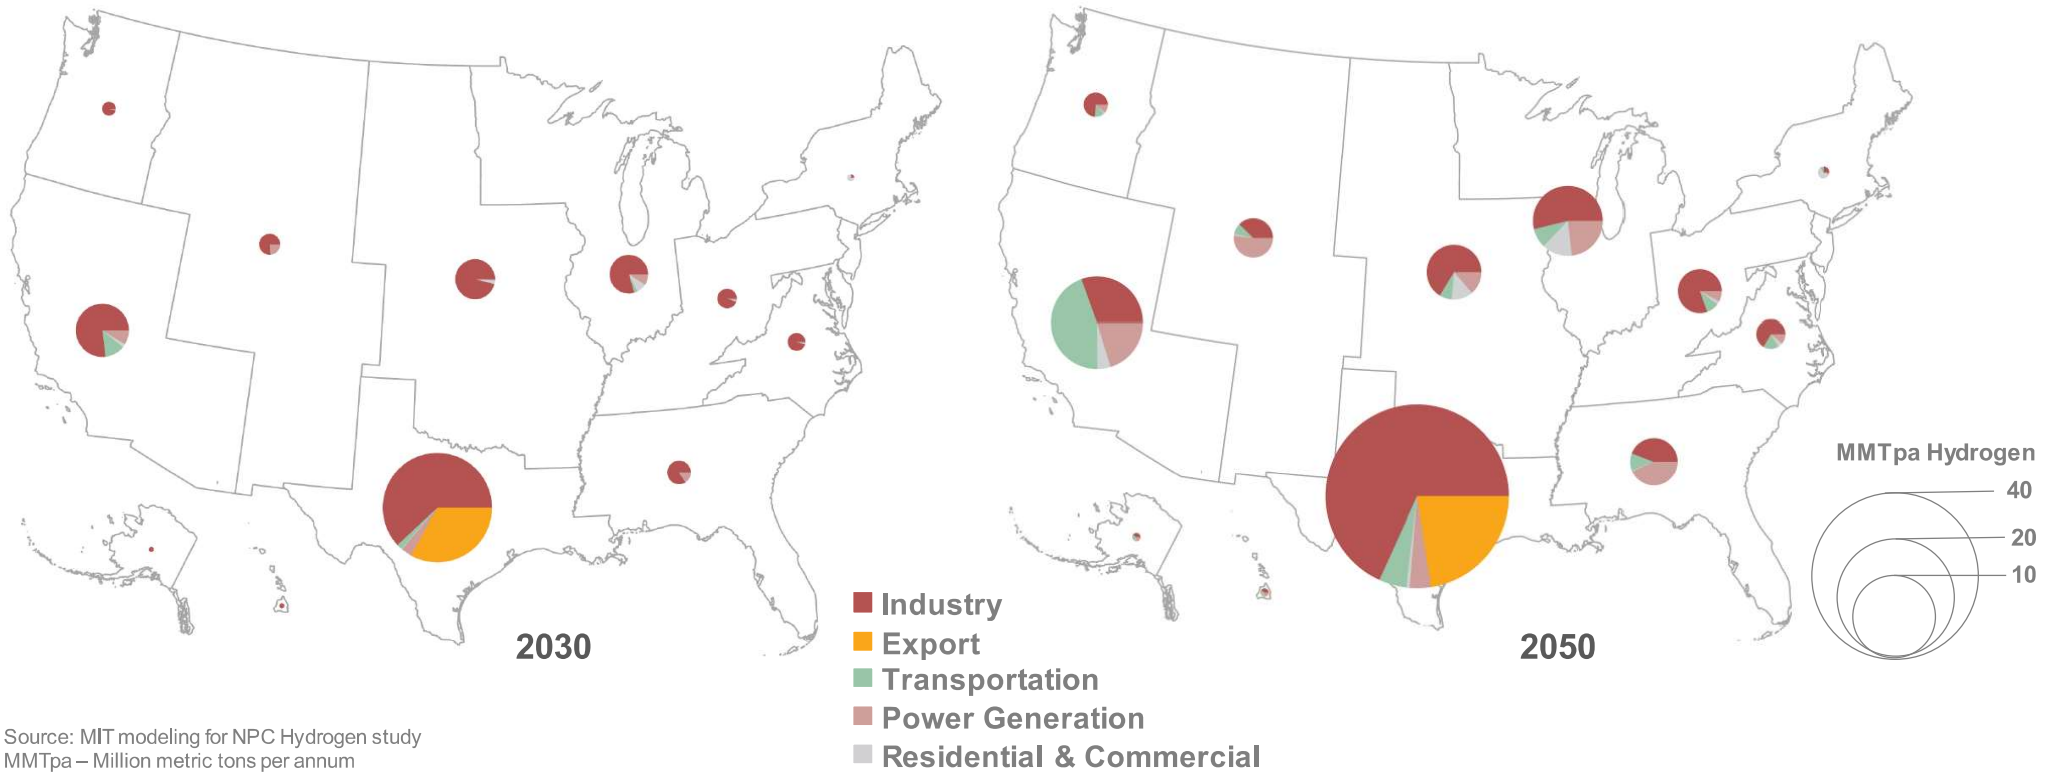 MMTpa Hydrogen
40
20
10
2030
2050
Industry
Export
Transportation
Power Generation
Residential & Commercial
Source: MIT modeling for NPC Hydrogen study
MMTpa – Million metric tons per annum